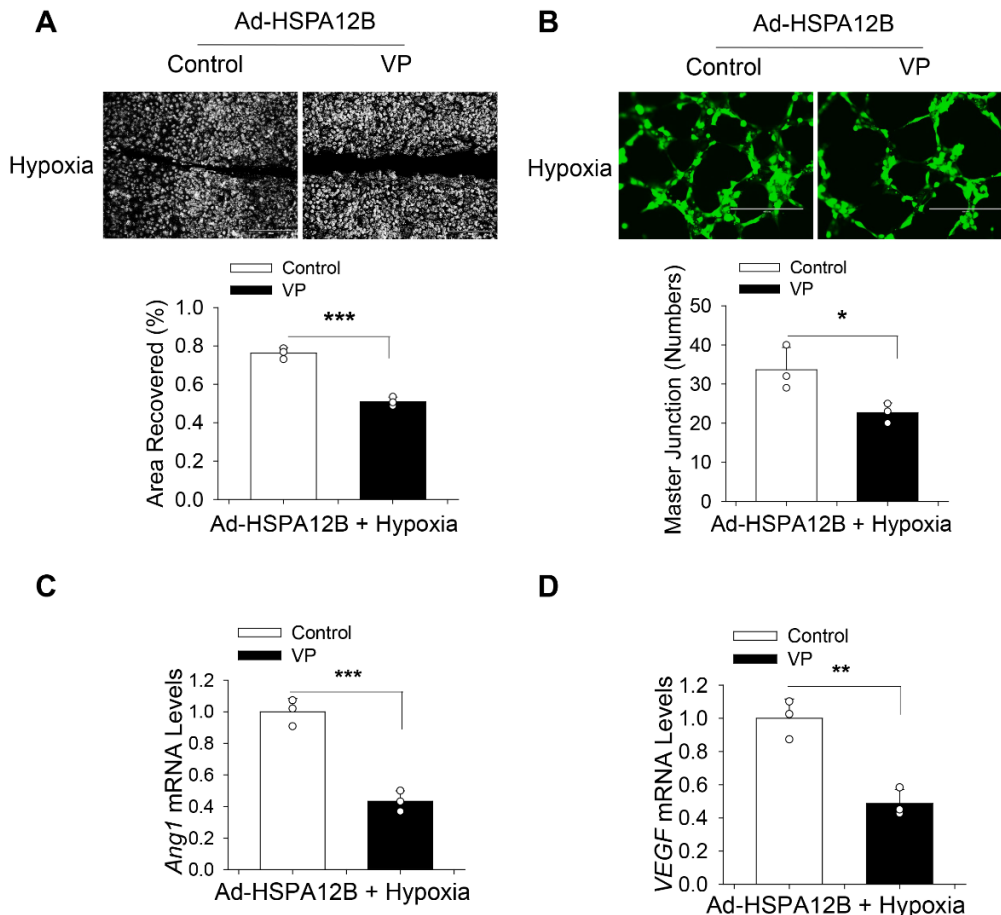 A
Ad-HSPA12B
Control VP
Hypoxia
Control
VP
Area Recovered (%)
1.0
0.8
0.6
0.4
0.2
0.0
***
Ad-HSPA12B + Hypoxia
B
Ad-HSPA12B
Control VP
Hypoxia
Control
VP
Master Junction (Numbers)
50
40
30
20
10
0
*
Ad-HSPA12B + Hypoxia
C
Control
VP
Ang1 mRNA Levels
1.2
1.0
0.8
0.6
0.4
0.2
0.0
***
Ad-HSPA12B + Hypoxia
D
Control
VP
VEGF mRNA Levels
1.2
1.0
0.8
0.6
0.4
0.2
0.0
**
Ad-HSPA12B + Hypoxia